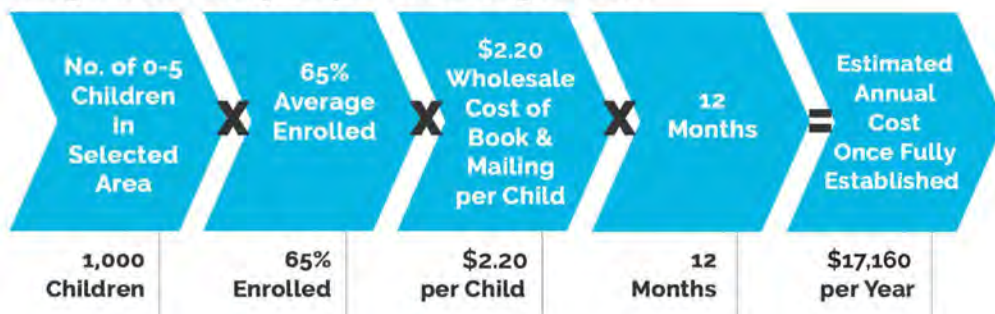 No. of 0-5
Children
in
Selected
Area
X
65%
Average
Enrolled
X
$2.20
Wholesale
Cost of
Book &
Mailing
per Child
X
12
Months
=
Estimated
Annual
Cost
Once Fully
Established
1,000
Children
65%
Enrolled
$2.20
per Child
12
Months
$17,160
per Year